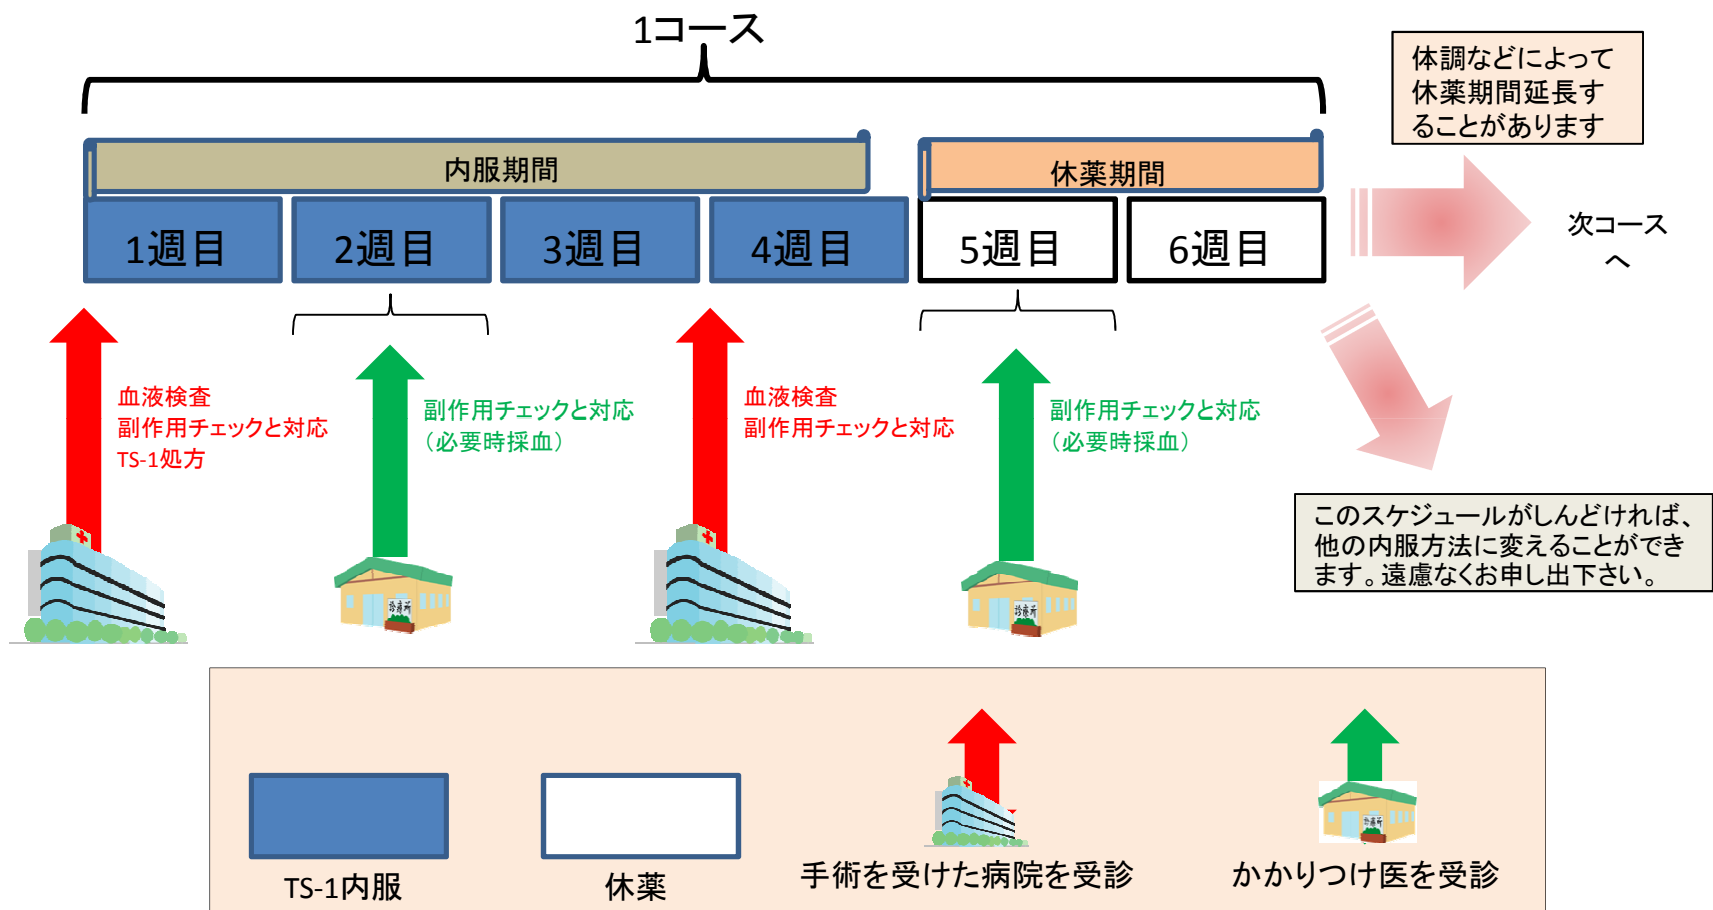 1コース
体調などによって
休薬期間延長す
ることがあります
内服期間
休薬期間
1週目
2週目
3週目
4週目
5週目
6週目
次コース
へ
血液検査
副作用チェックと対応
TS-1処方
副作用チェックと対応
（必要時採血）
血液検査
副作用チェックと対応
副作用チェックと対応
（必要時採血）
このスケジュールがしんどければ、
他の内服方法に変えることができ
ます。遠慮なくお申し出下さい。
診療所
診療所
診療所
TS-1内服
休薬
手術を受けた病院を受診
かかりつけ医を受診